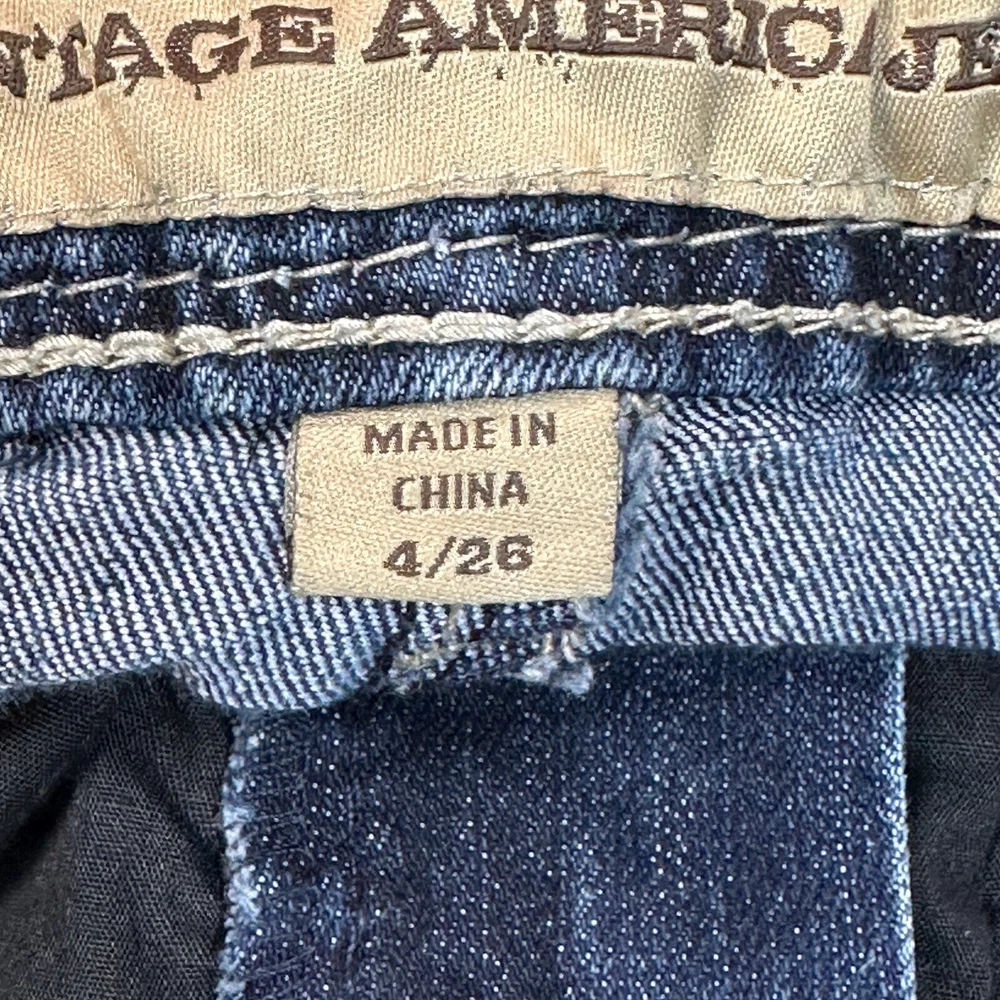 NTAGE AMERICA JE
MADE IN
CHINA
4/26